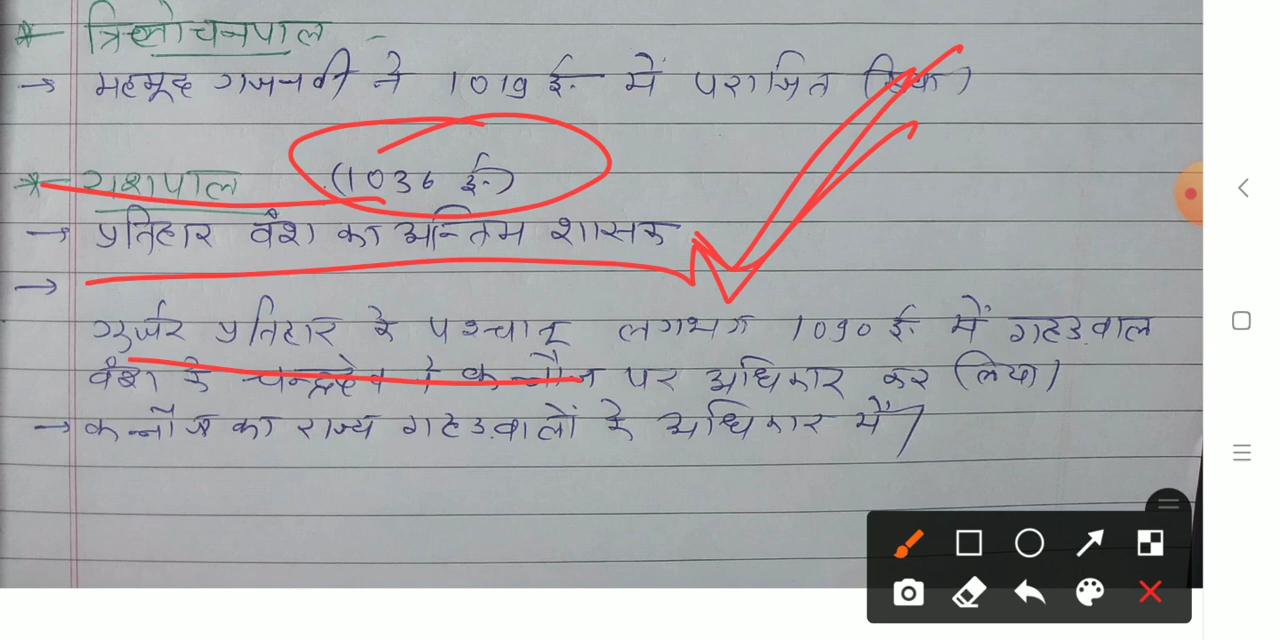 * त्रिलोचनपाल -
→ महमूद गजनवी ने 1019 ई. में पराजित किया।
* यशपाल (1036 ई.)
→ प्रतिहार वंश का अन्तिम शासक
→
गुर्जर प्रतिहार के पश्चात् लगभग 1090 ई. में गहड़वाल
वंश के चन्द्रदेव ने कन्नौज पर अधिकार कर लिया।
→ कन्नौज का राज्य गहड़वालों के अधिकार में।